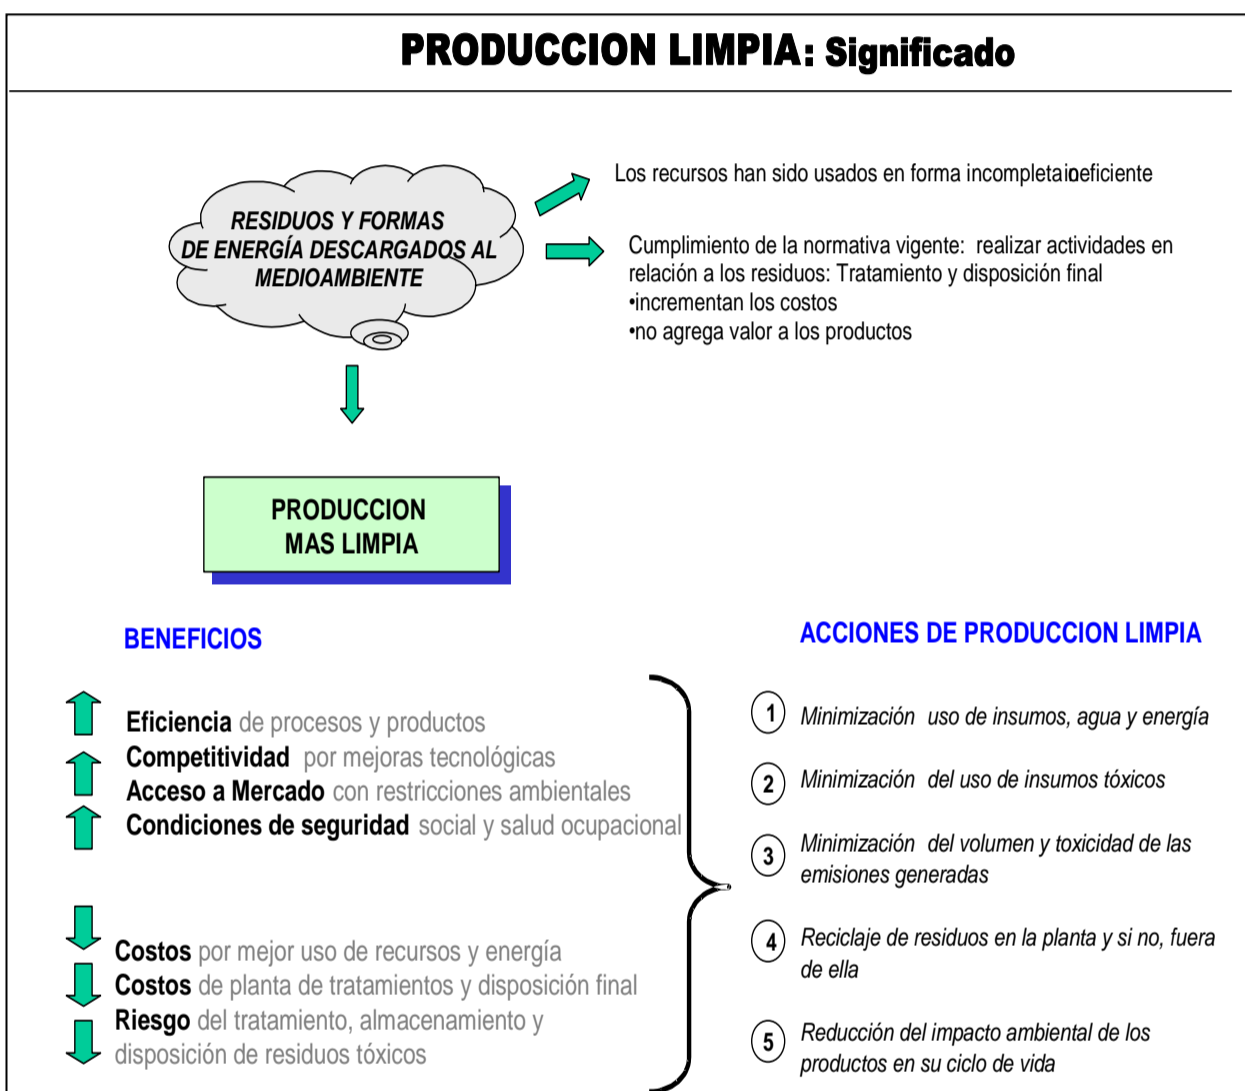 PRODUCCION LIMPIA: Significado
RESIDUOS Y FORMAS
DE ENERGÍA DESCARGADOS AL
MEDIOAMBIENTE
Los recursos han sido usados en forma incompleta ineficiente
Cumplimiento de la normativa vigente: realizar actividades en
relación a los residuos: Tratamiento y disposición final
•incrementan los costos
•no agrega valor a los productos
PRODUCCION
MAS LIMPIA
BENEFICIOS
Eficiencia de procesos y productos
Competitividad por mejoras tecnológicas
Acceso a Mercado con restricciones ambientales
Condiciones de seguridad social y salud ocupacional
Costos por mejor uso de recursos y energía
Costos de planta de tratamientos y disposición final
Riesgo del tratamiento, almacenamiento y
disposición de residuos tóxicos
ACCIONES DE PRODUCCION LIMPIA
1 Minimización uso de insumos, agua y energía
2 Minimización del uso de insumos tóxicos
3 Minimización del volumen y toxicidad de las
emisiones generadas
4 Reciclaje de residuos en la planta y si no, fuera
de ella
5 Reducción del impacto ambiental de los
productos en su ciclo de vida